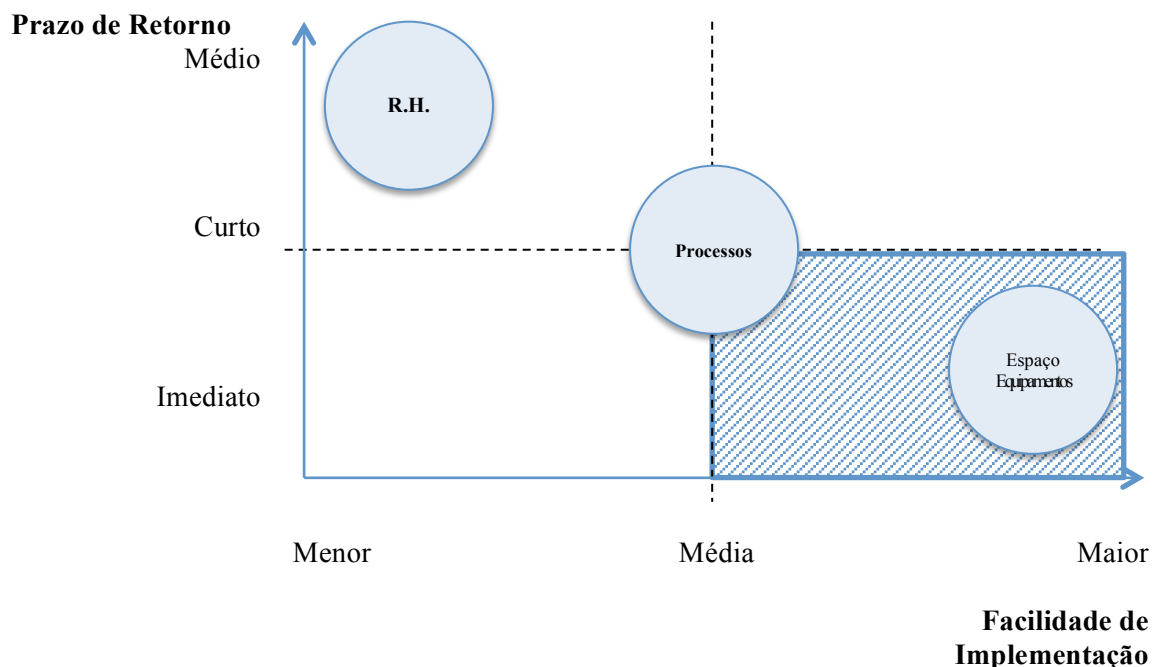 Prazo de Retorno
Médio
R.H.
Curto
Processos
Espaço
Equipamentos
Imediato
Menor
Média
Maior
Facilidade de
Implementação